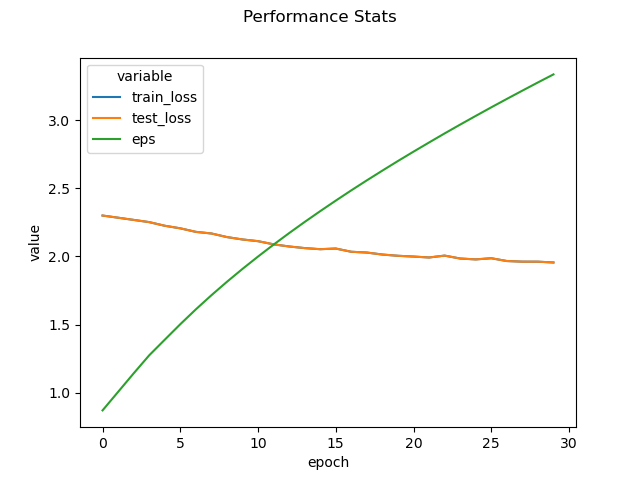 Performance Stats
variable
train_loss
test_loss
eps
3.0
2.5
2.0
1.5
1.0
value
0 5 10 15 20 25 30
epoch